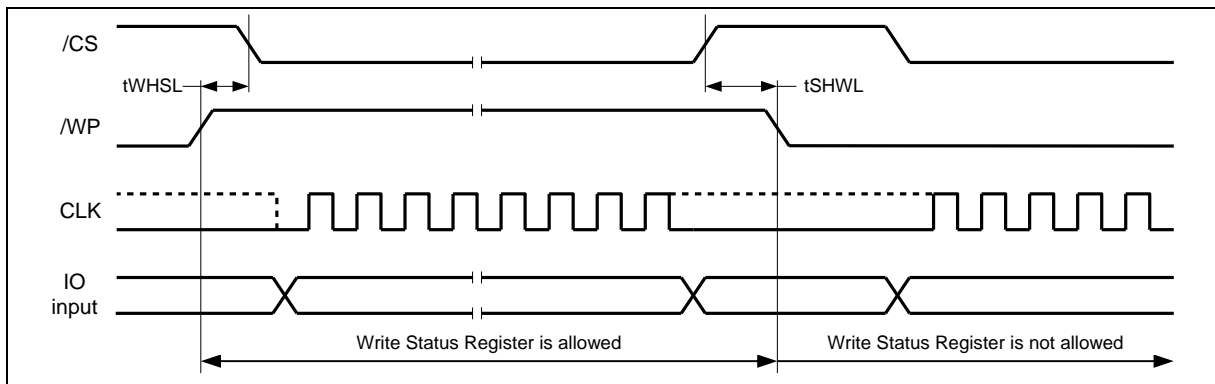 /CS
tWHSL
tSHWL
/WP
CLK
IO
input
Write Status Register is allowed
Write Status Register is not allowed